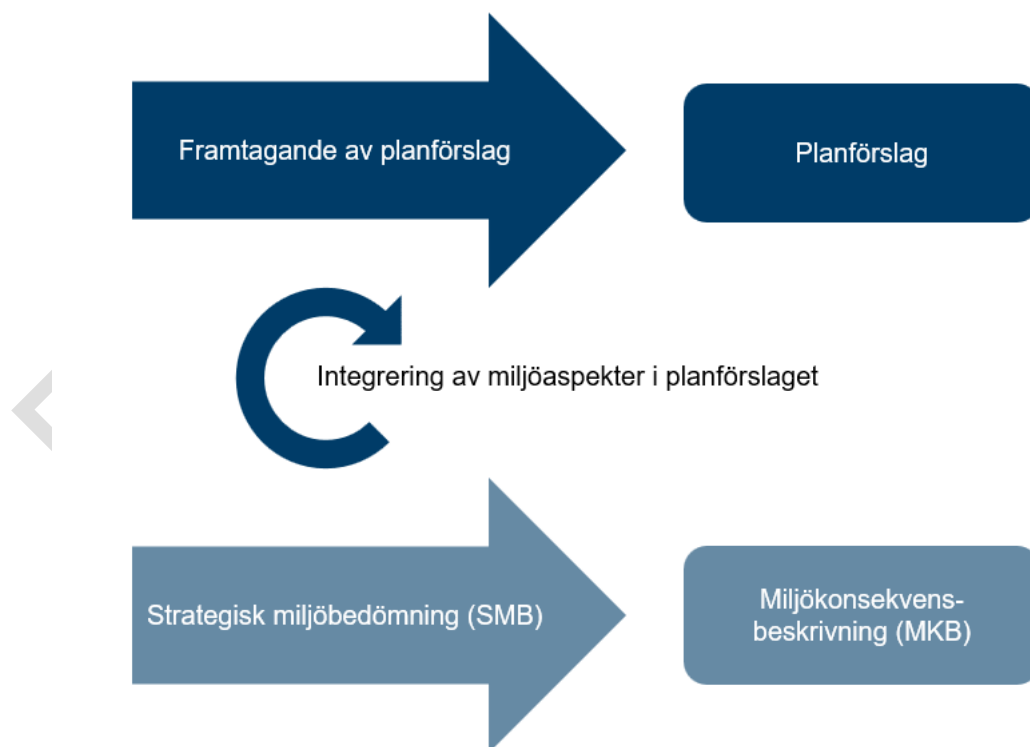 Framtagande av planförslag
Planförslag
Integrering av miljöaspekter i planförslaget
Strategisk miljöbedömning (SMB)
Miljökonsekvens-
beskrivning (MKB)